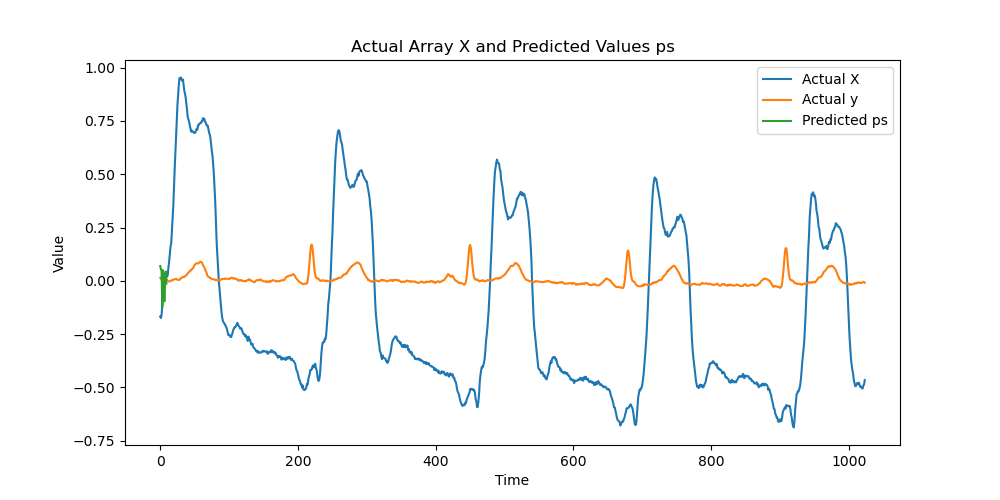 Actual Array X and Predicted Values ps
1.00
0.75
0.50
0.25
0.00
−0.25
−0.50
−0.75
Value
0 200 400 600 800 1000
Time
Actual X
Actual y
Predicted ps